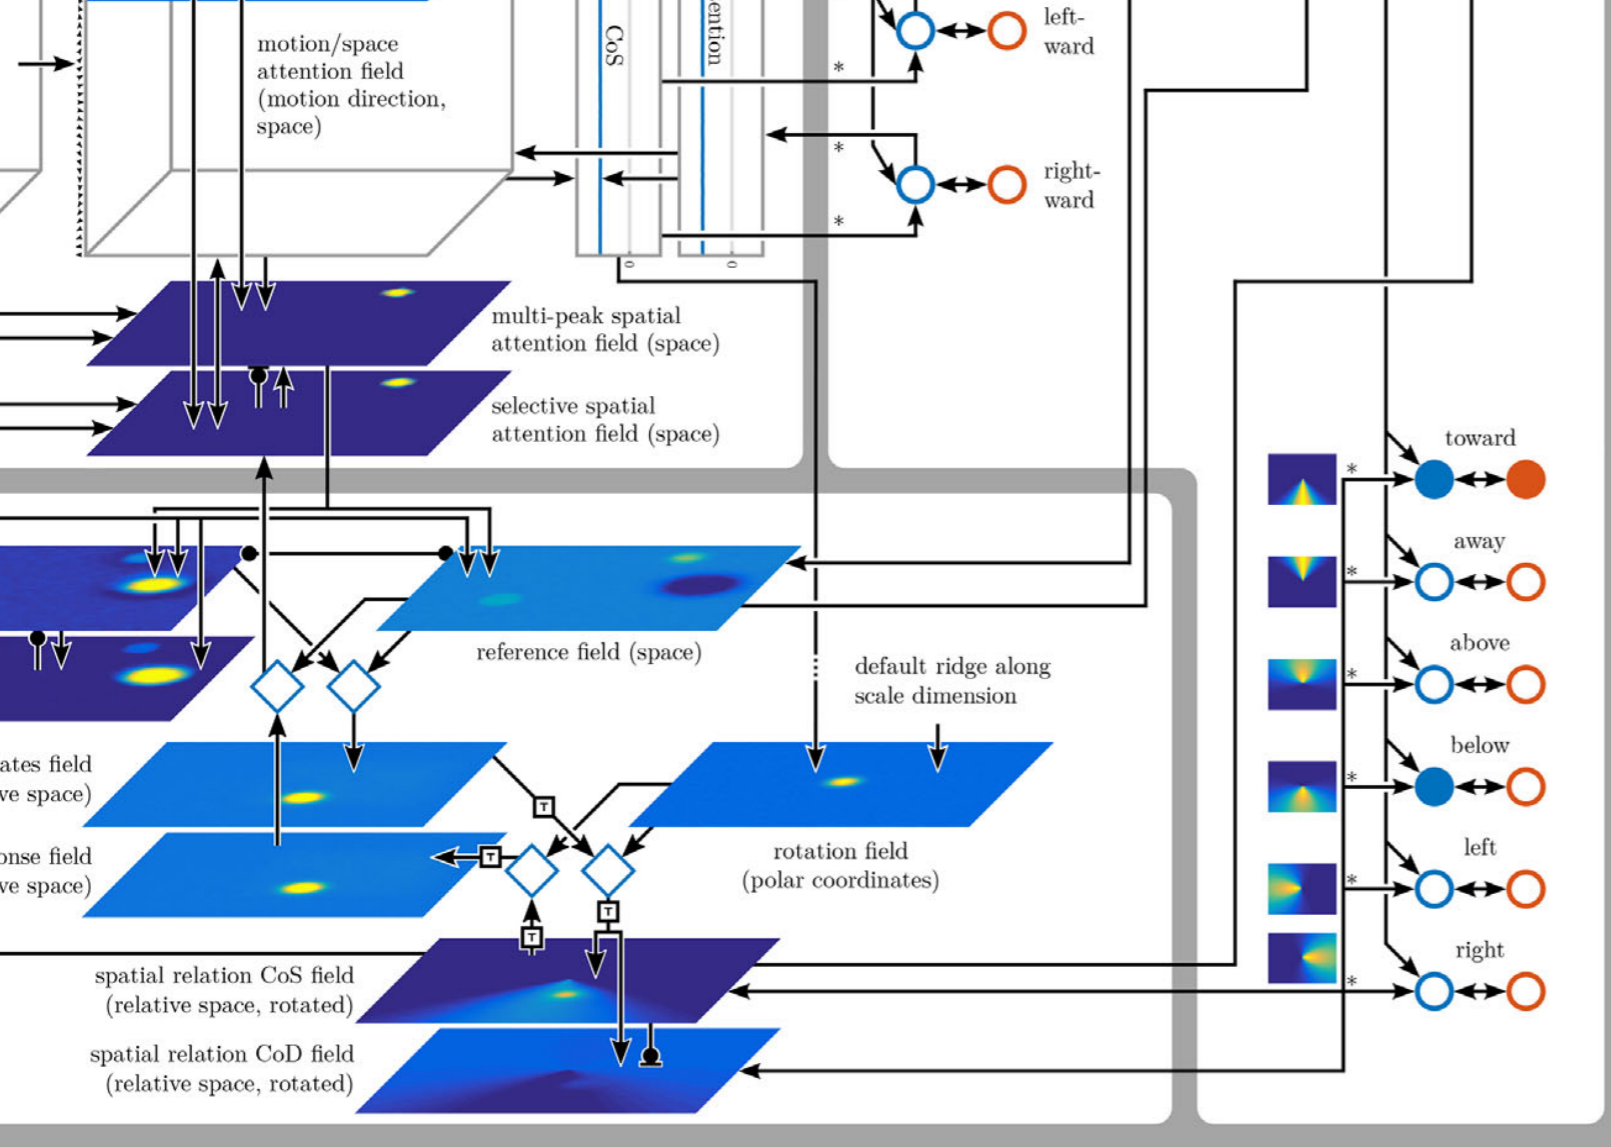 motion/space
attention field
(motion direction,
space)
CoS
ention
0
0
*
*
*
left-
ward
right-
ward
multi-peak spatial
attention field (space)
selective spatial
attention field (space)
reference field (space)
default ridge along
scale dimension
ates field
ve space)
onse field
ve space)
T
T
T
T
rotation field
(polar coordinates)
spatial relation CoS field
(relative space, rotated)
spatial relation CoD field
(relative space, rotated)
toward
*
away
*
above
*
below
*
left
*
right
*